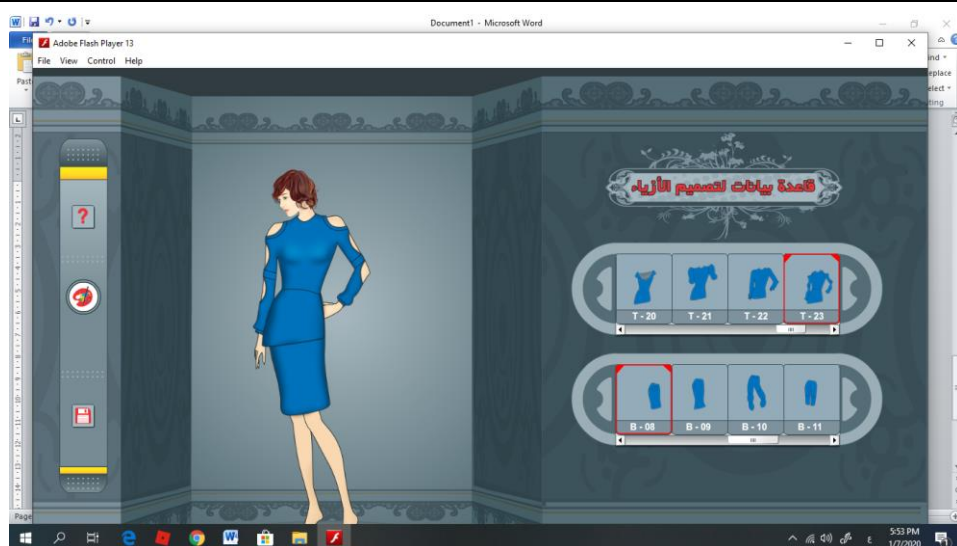 Document1 - Microsoft Word
Adobe Flash Player 13
File View Control Help
قاعدة بيانات لتصميم الأزياء
T - 20
T - 21
T - 22
T - 23
B - 08
B - 09
B - 10
B - 11
5:53 PM
1/7/2020